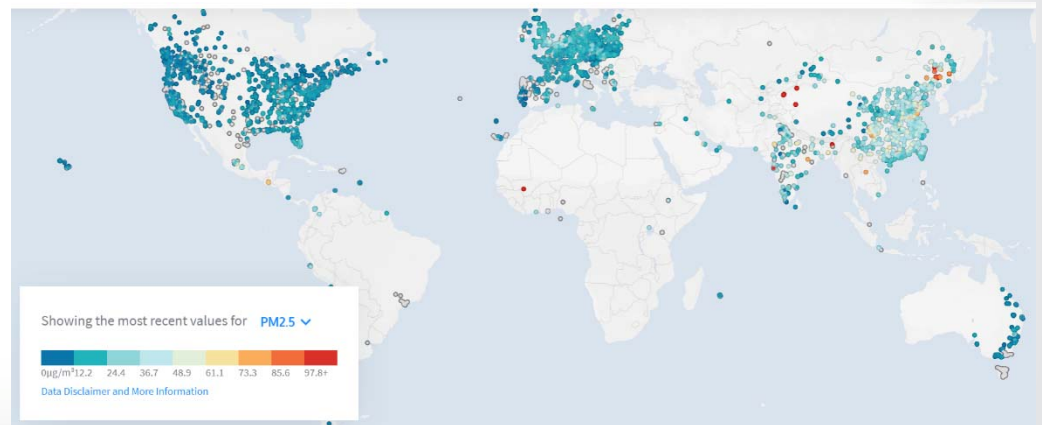 Showing the most recent values for PM2.5
0μg/m³12.2 24.4 36.7 48.9 61.1 73.3 85.6 97.8+
Data Disclaimer and More Information